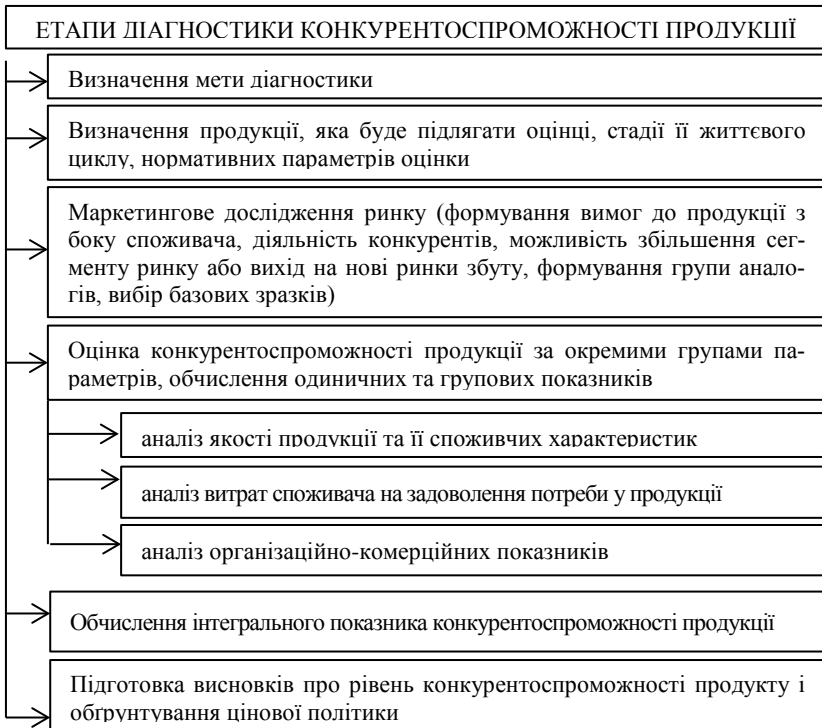 ЕТАПИ ДІАГНОСТИКИ КОНКУРЕНТОСПРОМОЖНОСТІ ПРОДУКЦІЇ
Визначення мети діагностики
Визначення продукції, яка буде підлягати оцінці, стадії її життєвого
циклу, нормативних параметрів оцінки
Маркетингове дослідження ринку (формування вимог до продукції з
боку споживача, діяльність конкурентів, можливість збільшення сег-
менту ринку або вихід на нові ринки збуту, формування групи анало-
гів, вибір базових зразків)
Оцінка конкурентоспроможності продукції за окремими групами па-
раметрів, обчислення одиничних та групових показників
аналіз якості продукції та її споживчих характеристик
аналіз витрат споживача на задоволення потреби у продукції
аналіз організаційно-комерційних показників
Обчислення інтегрального показника конкурентоспроможності продукції
Підготовка висновків про рівень конкурентоспроможності продукту і
обґрунтування цінової політики